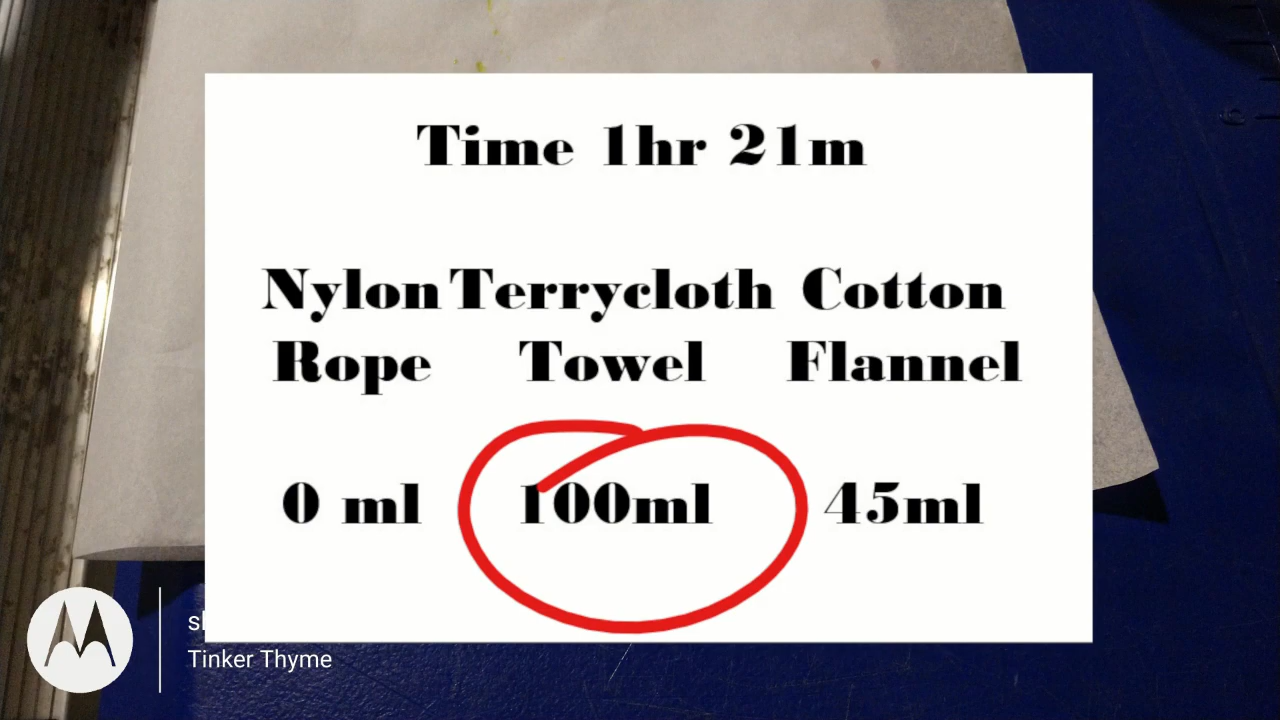 Time 1hr 21m
Nylon Terrycloth Cotton
Rope Towel Flannel
0 ml 100ml 45ml
Tinker Thyme